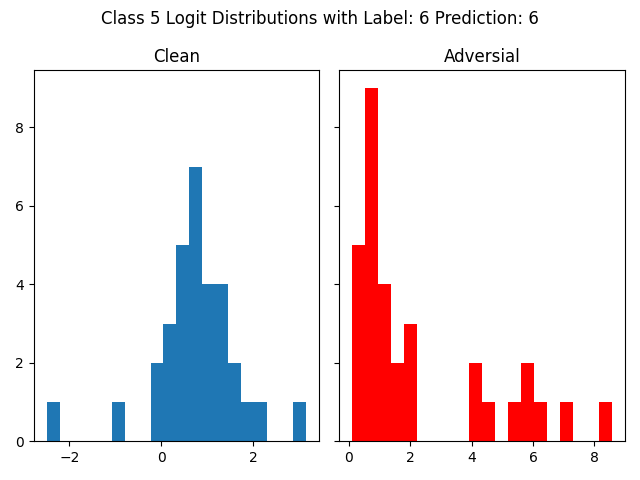 Class 5 Logit Distributions with Label: 6 Prediction: 6
Clean
Adversial
8
6
4
2
0
−2 0 2
0 2 4 6 8